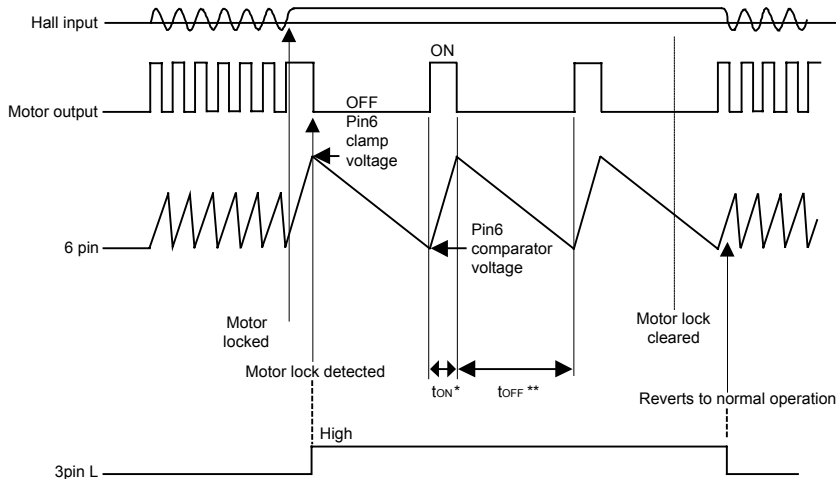 Hall input
ON
Motor output
OFF
Pin6
clamp
voltage
6 pin
Pin6
comparator
voltage
Motor
locked
Motor lock
cleared
Motor lock detected
tON *
tOFF **
Reverts to normal operation
High
3pin L